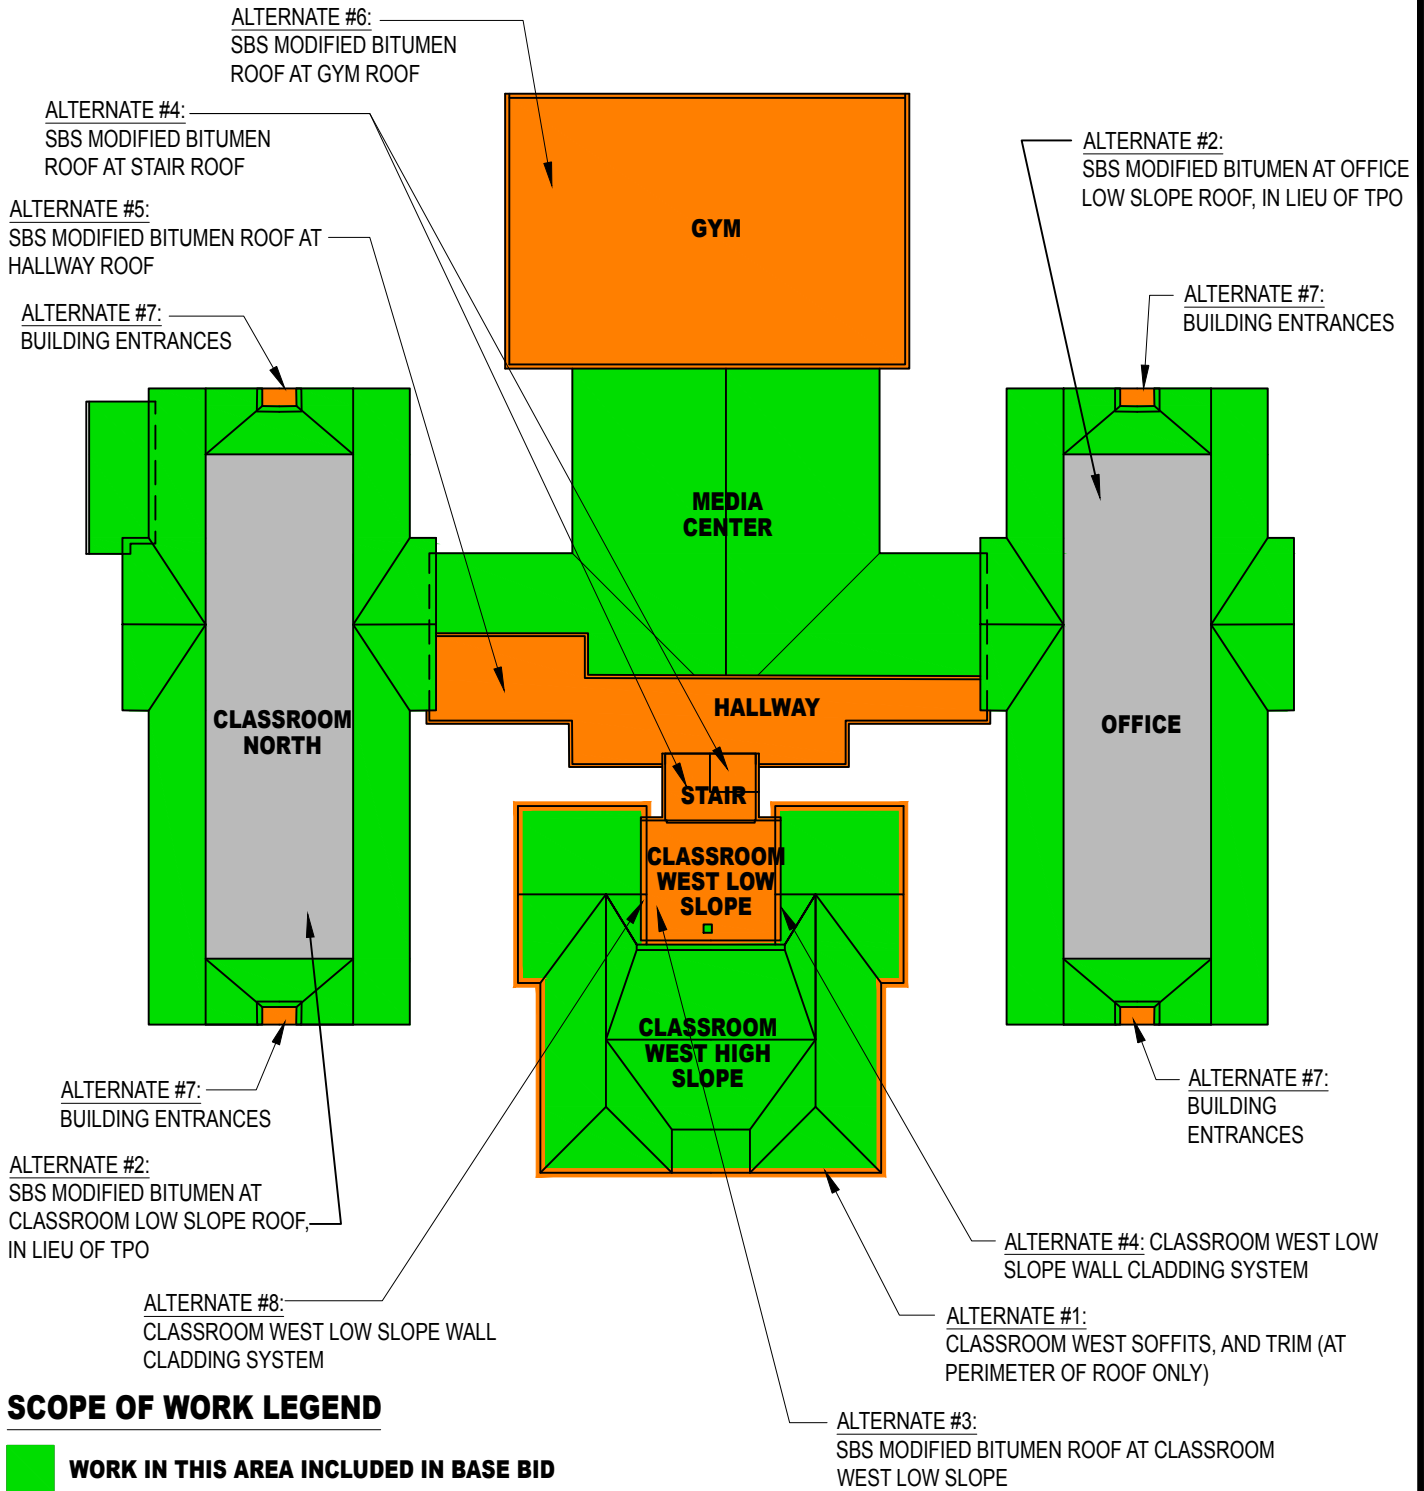 ALTERNATE #6:
SBS MODIFIED BITUMEN
ROOF AT GYM ROOF
ALTERNATE #4:
SBS MODIFIED BITUMEN
ROOF AT STAIR ROOF
ALTERNATE #2:
SBS MODIFIED BITUMEN AT OFFICE
LOW SLOPE ROOF, IN LIEU OF TPO
ALTERNATE #5:
SBS MODIFIED BITUMEN ROOF AT
HALLWAY ROOF
GYM
ALTERNATE #7:
BUILDING ENTRANCES
ALTERNATE #7:
BUILDING ENTRANCES
MEDIA
CENTER
CLASSROOM
NORTH
HALLWAY
OFFICE
STAIR
CLASSROOM
WEST LOW
SLOPE
CLASSROOM
WEST HIGH
SLOPE
ALTERNATE #7:
BUILDING ENTRANCES
ALTERNATE #7:
BUILDING
ENTRANCES
ALTERNATE #2:
SBS MODIFIED BITUMEN AT
CLASSROOM LOW SLOPE ROOF,
IN LIEU OF TPO
ALTERNATE #4: CLASSROOM WEST LOW
SLOPE WALL CLADDING SYSTEM
ALTERNATE #8:
CLASSROOM WEST LOW SLOPE WALL
CLADDING SYSTEM
ALTERNATE #1:
CLASSROOM WEST SOFFITS, AND TRIM (AT
PERIMETER OF ROOF ONLY)
ALTERNATE #3:
SBS MODIFIED BITUMEN ROOF AT CLASSROOM
WEST LOW SLOPE
SCOPE OF WORK LEGEND
WORK IN THIS AREA INCLUDED IN BASE BID